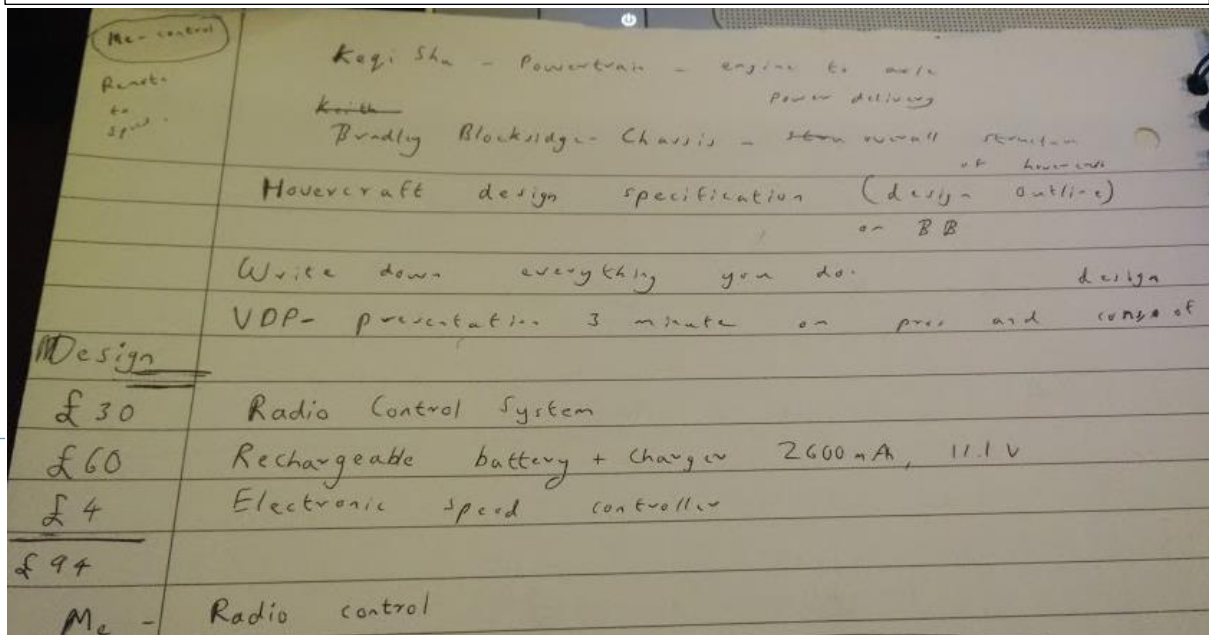 Me - control
Remote
to
speed.
Keqi Sha - Powertrain - engine to axle
power delivery
Keith
Bradley Blocksidge - Chassis - overall structure
of hovercraft
Hovercraft design specification (design outline)
on BB
Write down everything you do.
design
VDP - presentation 3 minute on pros and cons of
Design
£30 Radio Control System
£60 Rechargeable battery + Charger 2600mAh, 11.1V
£4 Electronic speed controller
£94
Me - Radio control